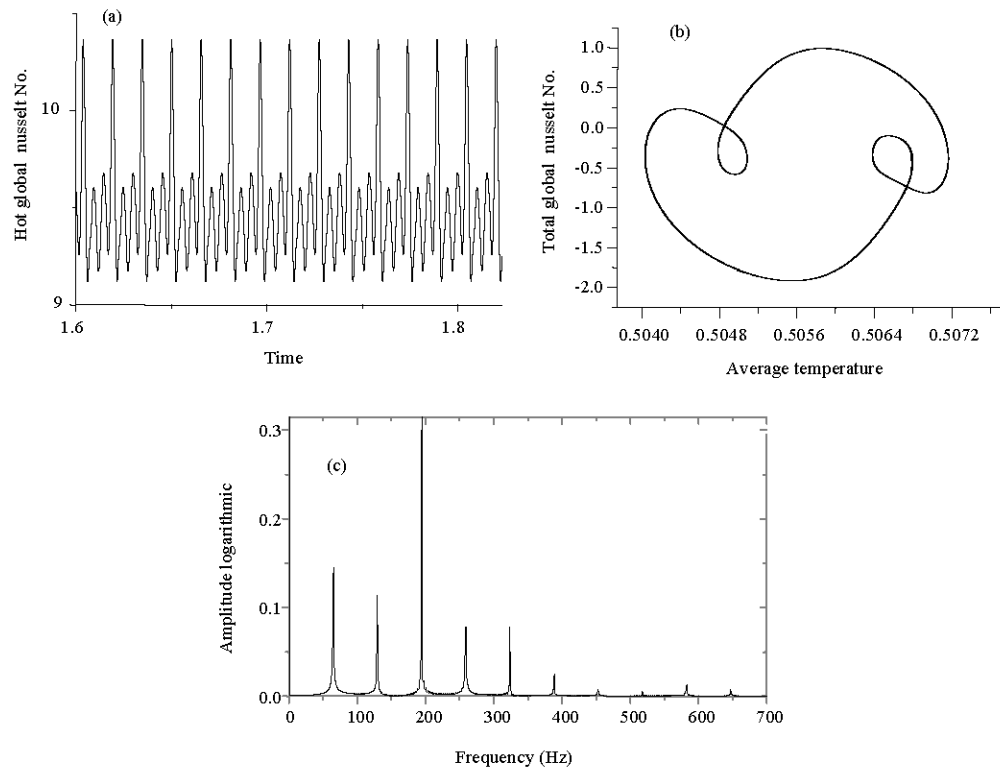 (a)
Hot global nusselt No.
10
9
1.6 1.7 1.8
Time
(b)
Total global nusselt No.
1.0
0.5
0.0
-0.5
-1.0
-1.5
-2.0
0.5040 0.5048 0.5056 0.5064 0.5072
Average temperature
(c)
Amplitude logarithmic
0.3
0.2
0.1
0.0
0 100 200 300 400 500 600 700
Frequency (Hz)